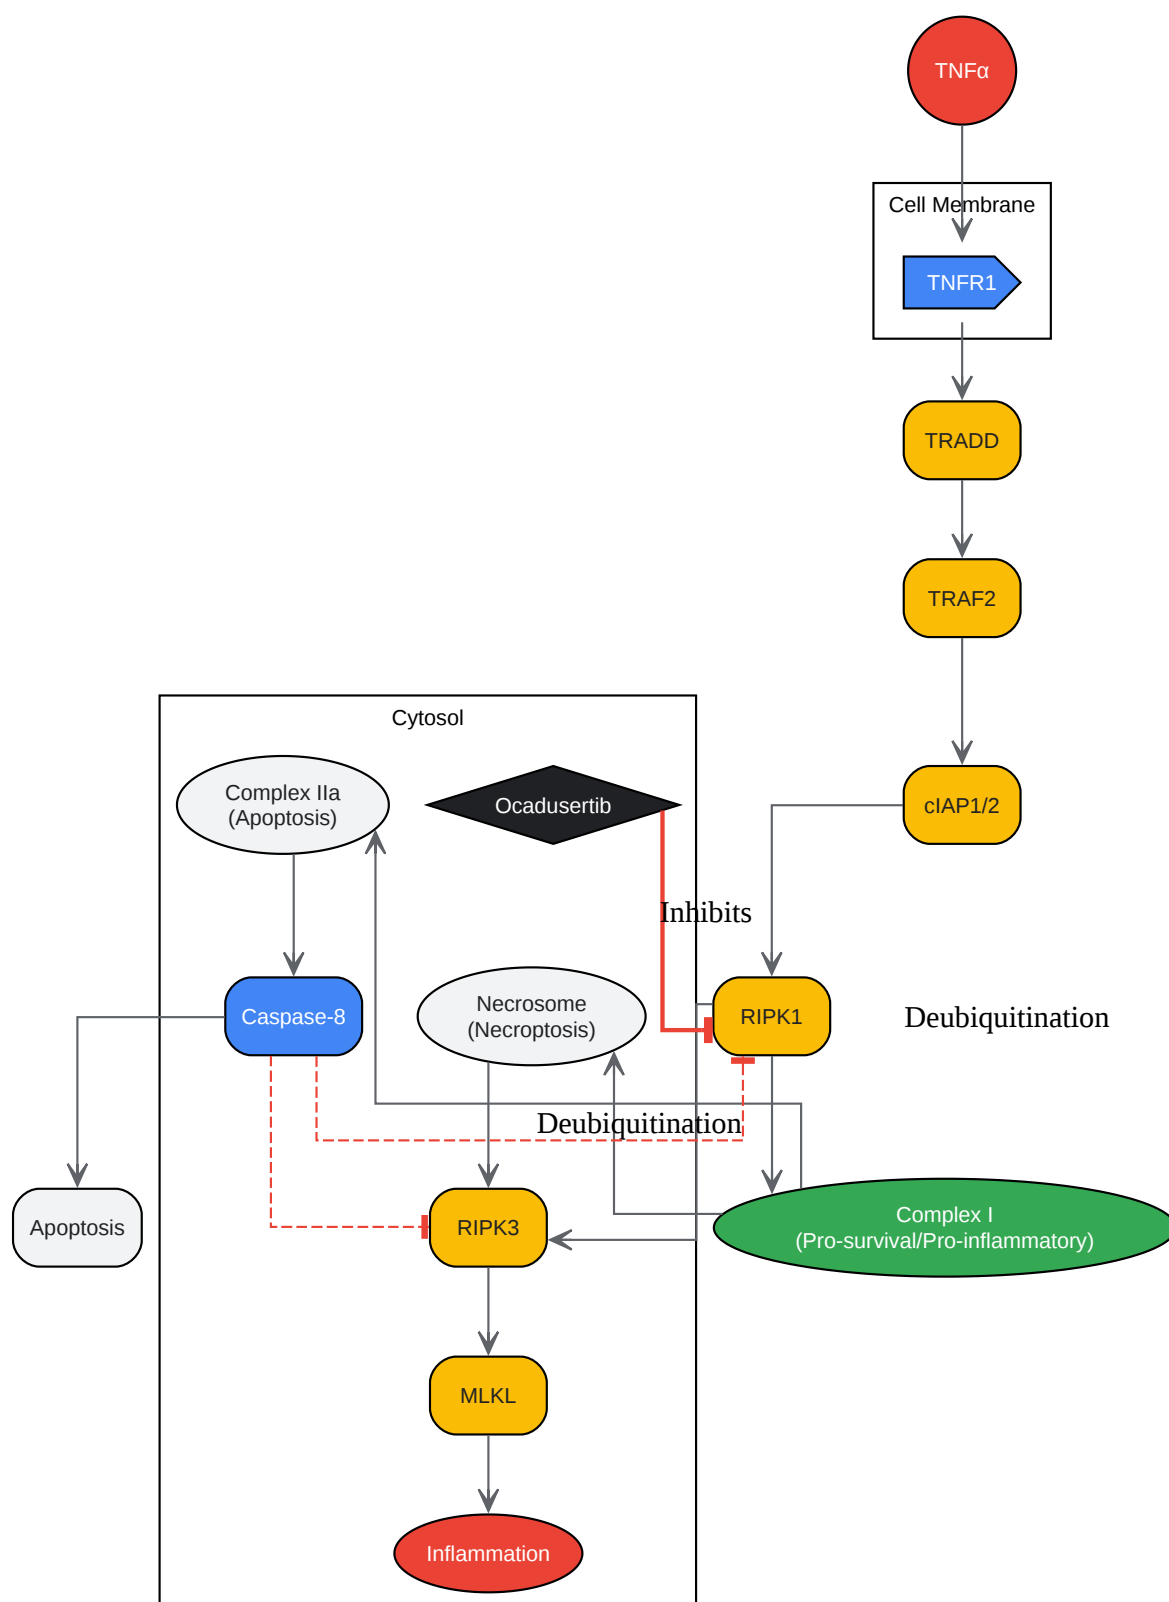 TNFα
Cell Membrane
TNFR1
TRADD
TRAF2
Cytosol
Complex IIa
(Apoptosis)
Ocadusertib
cIAP1/2
Inhibits
Caspase-8
Necrosome
(Necroptosis)
RIPK1
Deubiquitination
Deubiquitination
Apoptosis
RIPK3
Complex I
(Pro-survival/Pro-inflammatory)
MLKL
Inflammation